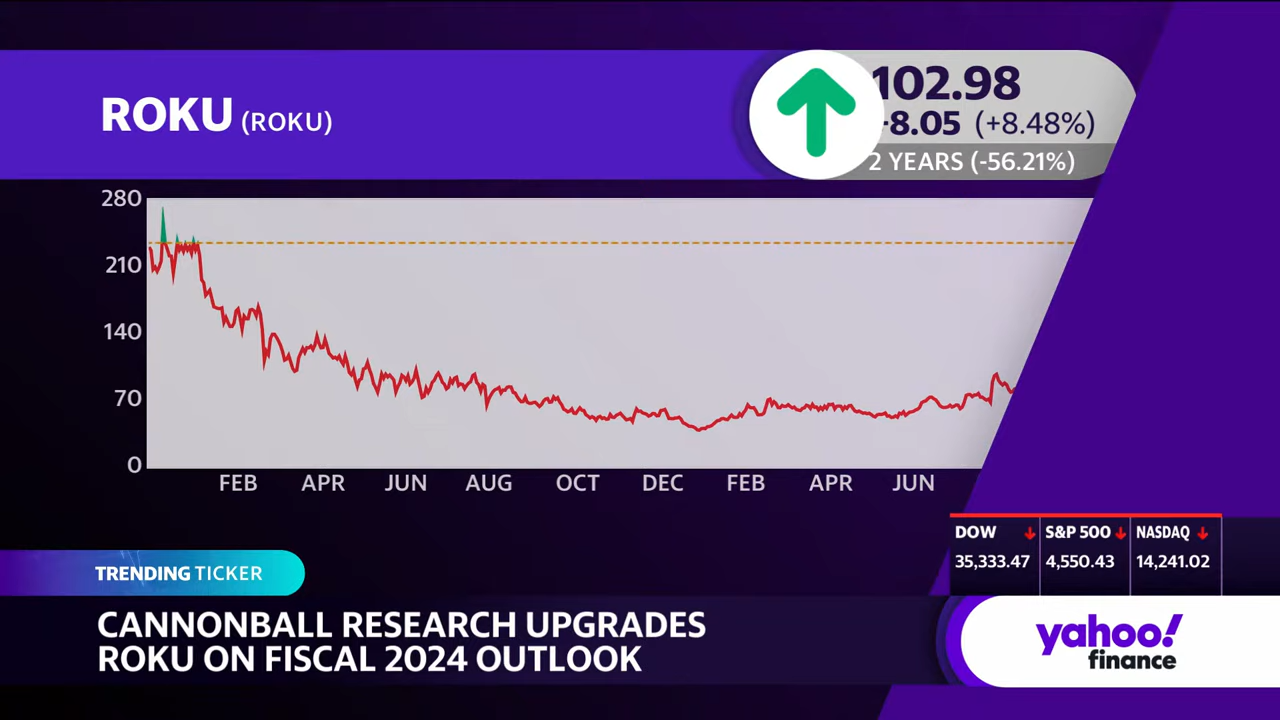 ROKU (ROKU)
102.98
+8.05 (+8.48%)
2 YEARS (-56.21%)
280
210
140
70
0
FEB APR JUN AUG OCT DEC FEB APR JUN
DOW S&P 500 NASDAQ
35,333.47 4,550.43 14,241.02
TRENDING TICKER
CANNONBALL RESEARCH UPGRADES
ROKU ON FISCAL 2024 OUTLOOK
yahoo!
finance